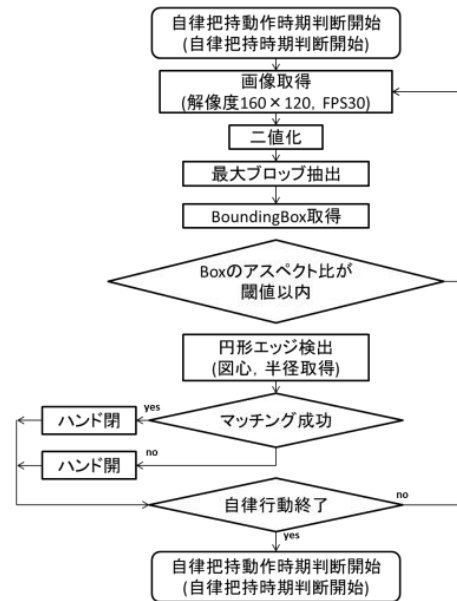 自律把持動作時期判断開始
(自律把持時期判断開始)
画像取得
(解像度160×120, FPS30)
二値化
最大ブロップ抽出
BoundingBox取得
Boxのアスペクト比が
閾値以内
円形エッジ検出
(図心, 半径取得)
ハンド閉
yes
マッチング成功
ハンド開
no
自律行動終了
no
yes
自律把持動作時期判断開始
(自律把持時期判断開始)